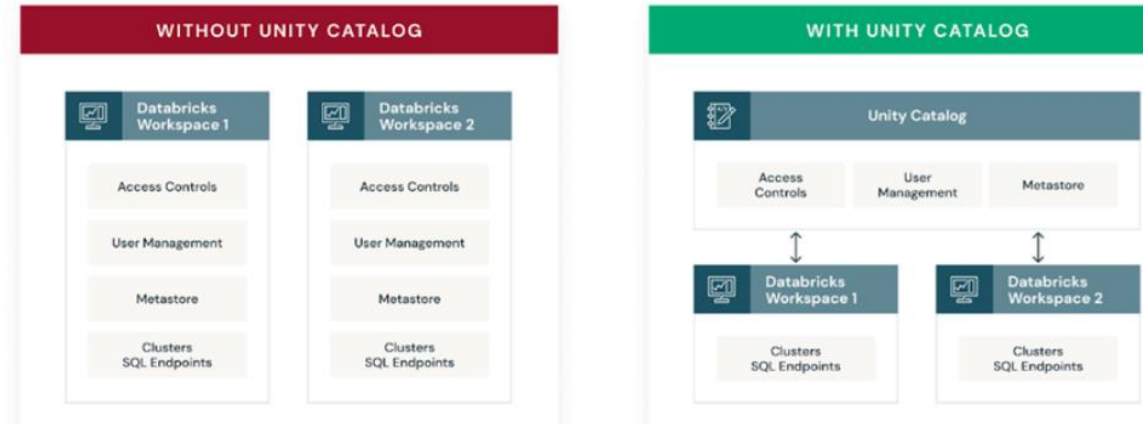 WITHOUT UNITY CATALOG
Databricks
Workspace 1
Access Controls
User Management
Metastore
Clusters
SQL Endpoints
Databricks
Workspace 2
Access Controls
User Management
Metastore
Clusters
SQL Endpoints
WITH UNITY CATALOG
Unity Catalog
Access
Controls
User
Management
Metastore
Databricks
Workspace 1
Clusters
SQL Endpoints
Databricks
Workspace 2
Clusters
SQL Endpoints